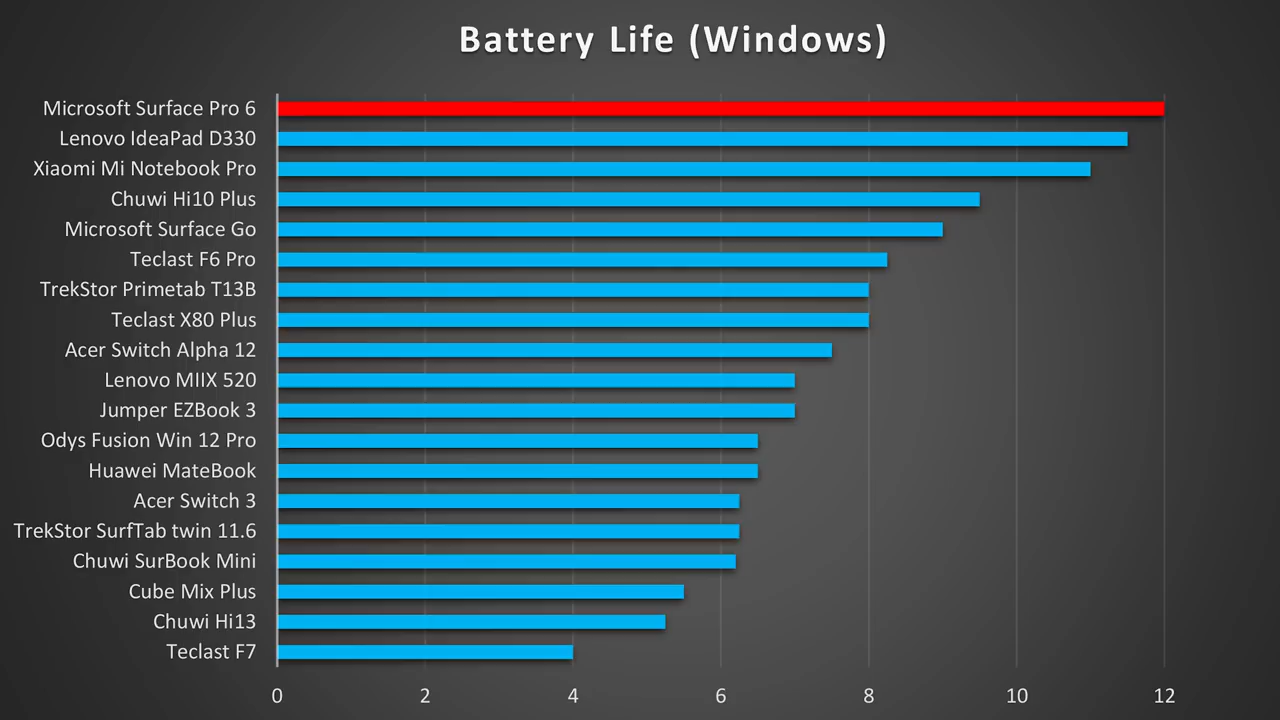 Battery Life (Windows)
Microsoft Surface Pro 6
Lenovo IdeaPad D330
Xiaomi Mi Notebook Pro
Chuwi Hi10 Plus
Microsoft Surface Go
Teclast F6 Pro
TrekStor Primetab T13B
Teclast X80 Plus
Acer Switch Alpha 12
Lenovo MIIX 520
Jumper EZBook 3
Odys Fusion Win 12 Pro
Huawei MateBook
Acer Switch 3
TrekStor SurfTab twin 11.6
Chuwi SurBook Mini
Cube Mix Plus
Chuwi Hi13
Teclast F7
0 2 4 6 8 10 12